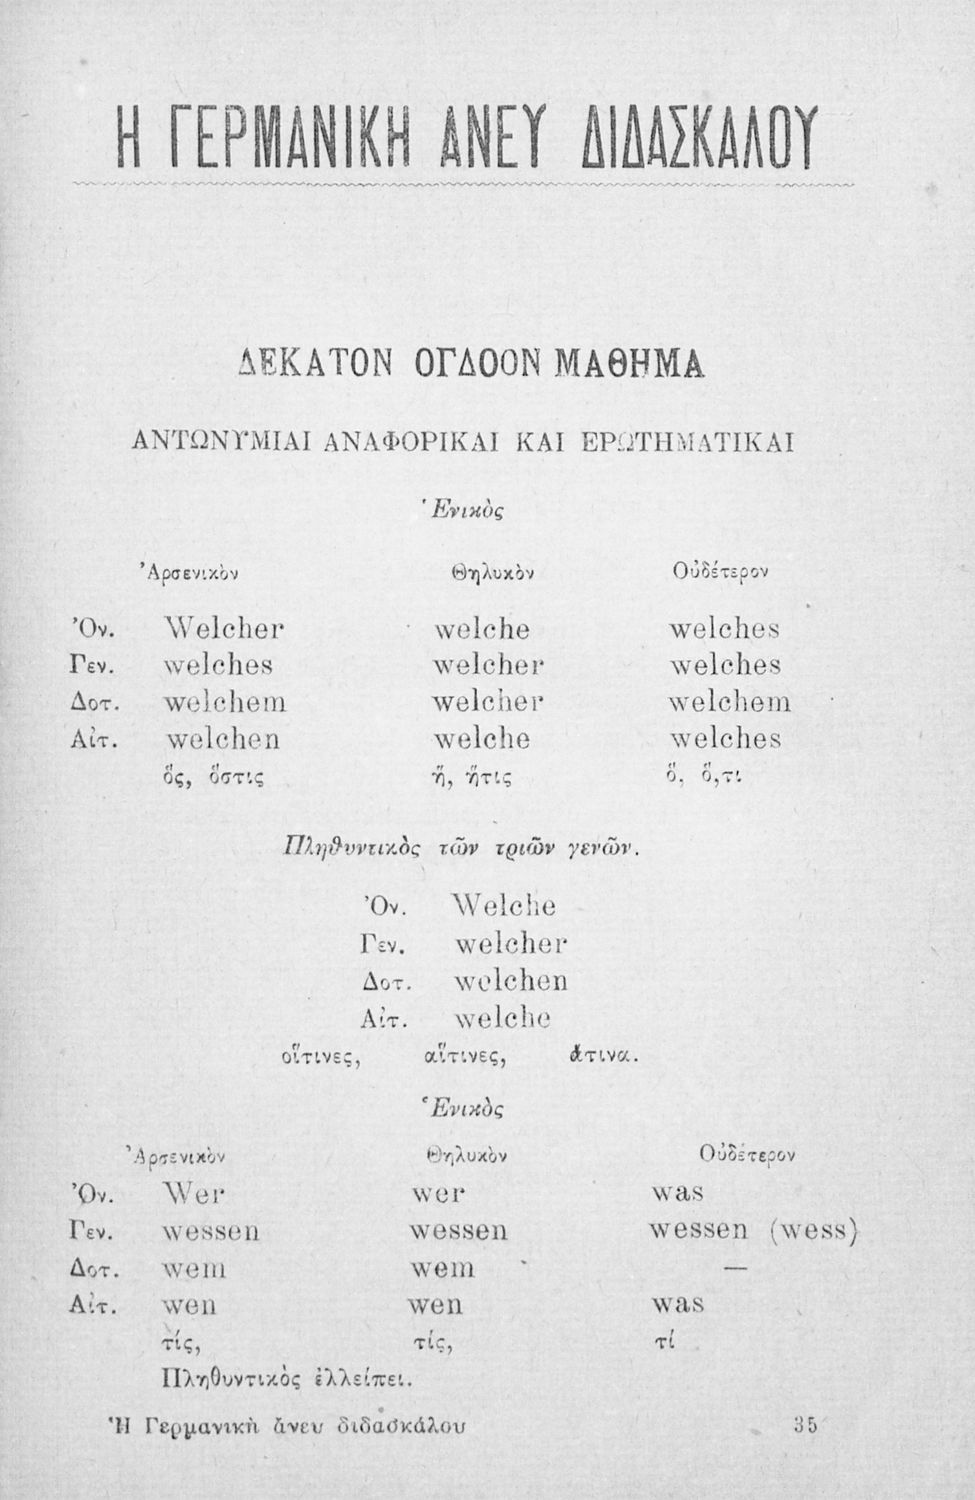 Η ΓΕΡΜΑΝΙΚΗ ΑΝΕΥ ΔΙΔΑΣΚΑΛΟΥ
ΔΕΚΑΤΟΝ ΟΓΔΟΟΝ ΜΑΘΗΜΑ
ΑΝΤΩΝΥΜΙΑΙ ΑΝΑΦΟΡΙΚΑΙ ΚΑΙ ΕΡΩΤΗΜΑΤΙΚΑΙ
Ἑνικὸς
Ἀρσενικὸν Θηλυκὸν Οὐδέτερον
Ὀν. Welcher welche welches
Γεν. welches welcher welches
Δοτ. welchem welcher welchem
Αἰτ. welchen welche welches
ὅς, ὅστις ἥ, ἥτις ὅ, ὅ,τι
Πληθυντικὸς τῶν τριῶν γενῶν.
Ὀν. Welche
Γεν. welcher
Δοτ. welchen
Αἰτ. welche
οἵτινες, αἵτινες, ἅτινα.
Ἑνικὸς
Ἀρσενικὸν Θηλυκὸν Οὐδέτερον
Ὀν. Wer wer was
Γεν. wessen wessen wessen (wess)
Δοτ. wem wem —
Αἰτ. wen wen was
τίς, τίς, τί
Πληθυντικὸς ἐλλείπει.
Ἡ Γερμανικὴ ἄνευ διδασκάλου 35